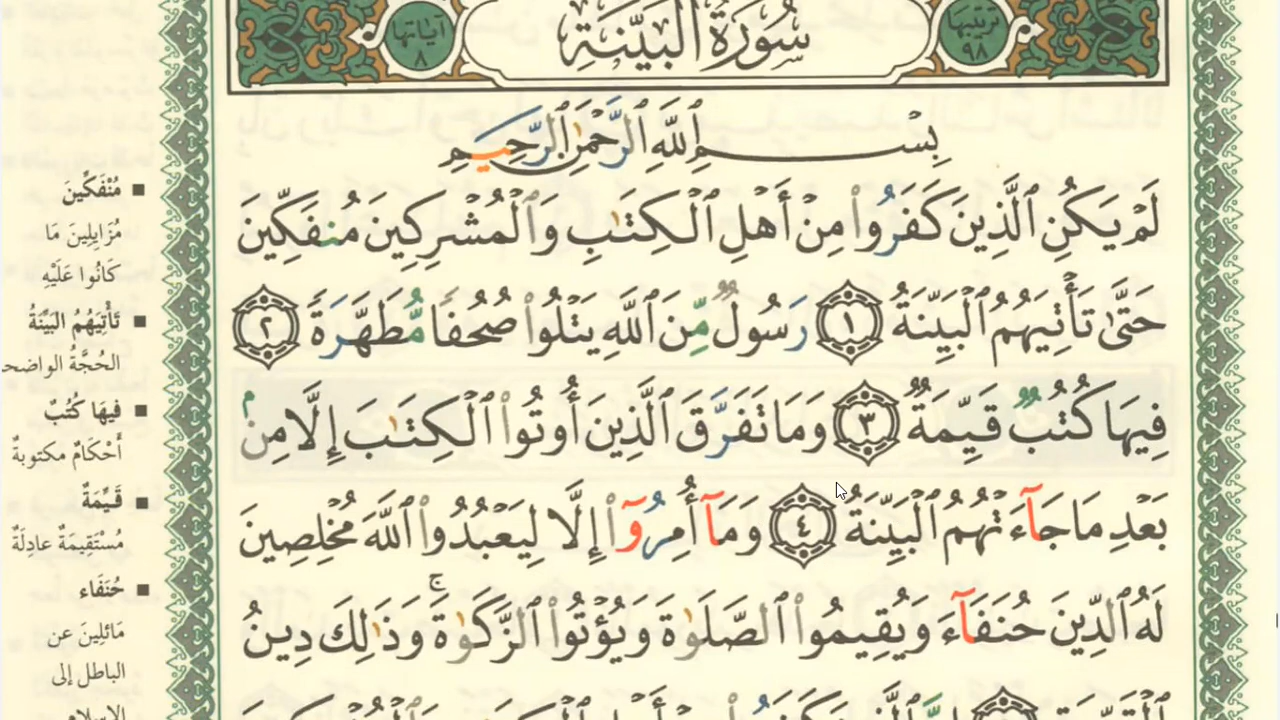 ترتيبها ٩٨
سُورَةُ الْبَيِّنَةِ
آياتها ٨
بِسْمِ ٱللَّهِ ٱلرَّحْمَٰنِ ٱلرَّحِيمِ
لَمْ يَكُنِ ٱلَّذِينَ كَفَرُوا۟ مِنْ أَهْلِ ٱلْكِتَٰبِ وَٱلْمُشْرِكِينَ مُنفَكِّينَ
حَتَّىٰ تَأْتِيَهُمُ ٱلْبَيِّنَةُ ١ رَسُولٌ مِّنَ ٱللَّهِ يَتْلُوا۟ صُحُفًا مُّطَهَّرَةً ٢
فِيهَا كُتُبٌ قَيِّمَةٌ ٣ وَمَا تَفَرَّقَ ٱلَّذِينَ أُوتُوا۟ ٱلْكِتَٰبَ إِلَّا مِنۢ
بَعْدِ مَا جَآءَتْهُمُ ٱلْبَيِّنَةُ ٤ وَمَآ أُمِرُوٓا۟ إِلَّا لِيَعْبُدُوا۟ ٱللَّهَ مُخْلِصِينَ
لَهُ ٱلدِّينَ حُنَفَآءَ وَيُقِيمُوا۟ ٱلصَّلَوٰةَ وَيُؤْتُوا۟ ٱلزَّكَوٰةَ ۚ وَذَٰلِكَ دِينُ
مُنْفَكِّينَ
مُزَايِلِينَ مَا
كَانُوا عَلَيْهِ
تَأْتِيَهُمُ البَيِّنَةُ
الحُجَّةُ الواضحة
فِيهَا كُتُبٌ
أَحْكَامٌ مكتوبةٌ
قَيِّمَةٌ
مُسْتَقِيمَةٌ عادِلَةٌ
حُنَفَاء
مَائِلِينَ عن
الباطل إلى
الإسلام